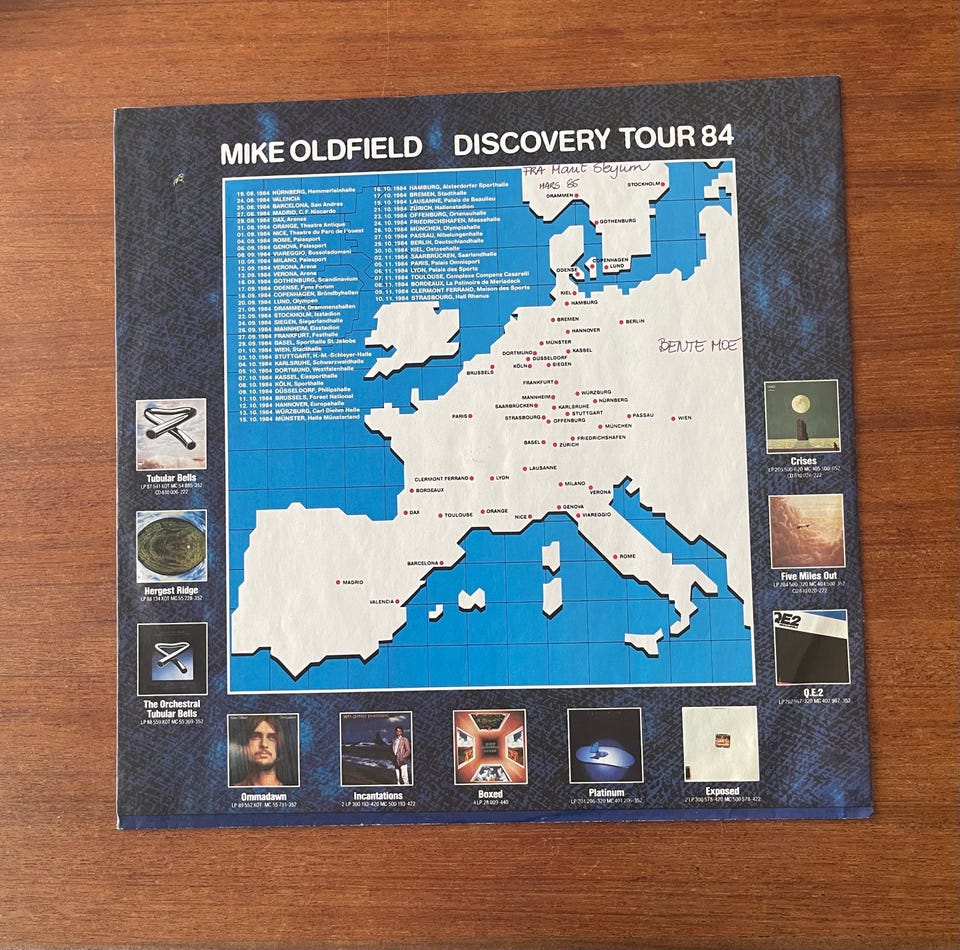 MIKE OLDFIELD DISCOVERY TOUR 84
FRA Marit
MARS 85
BENTE MOE
19. 08. 1984 NÜRNBERG, Hemmerleinhalle
24. 08. 1984 VALENCIA
25. 08. 1984 BARCELONA, San Andres
27. 08. 1984 MADRID, C.F. Niacardo
29. 08. 1984 DAX, Arenes
31. 08. 1984 ORANGE, Theatre Antique
01. 09. 1984 NICE, Theatre du Parc de l'ouest
04. 09. 1984 ROME, Palasport
06. 09. 1984 GENOVA, Palasport
08. 09. 1984 VIAREGGIO, Bussoladomani
10. 09. 1984 MILANO, Palasport
12. 09. 1984 VERONA, Arena
13. 09. 1984 VERONA, Arena
16. 09. 1984 GOTHENBURG, Scandinavium
17. 09. 1984 ODENSE, Fyns Forum
18. 09. 1984 COPENHAGEN, Bröndbyhallen
20. 09. 1984 LUND, Olympen
21. 09. 1984 DRAMMEN, Drammenshallen
22. 09. 1984 STOCKHOLM, Isstadion
24. 09. 1984 SIEGEN, Siegerlandhalle
26. 09. 1984 MANNHEIM, Eisstadion
27. 09. 1984 FRANKFURT, Festhalle
29. 09. 1984 BASEL, Sporthalle St. Jakobs
01. 10. 1984 WIEN, Stadthalle
03. 10. 1984 STUTTGART, H.-M.-Schleyer-Halle
04. 10. 1984 KARLSRUHE, Schwarzwaldhalle
05. 10. 1984 DORTMUND, Westfalenhalle
07. 10. 1984 KASSEL, Eissporthalle
08. 10. 1984 KÖLN, Sporthalle
09. 10. 1984 DÜSSELDORF, Philipshalle
11. 10. 1984 BRUSSELS, Forest National
12. 10. 1984 HANNOVER, Europahalle
13. 10. 1984 WÜRZBURG, Carl Diehm Halle
15. 10. 1984 MÜNSTER, Halle Münsterland
16. 10. 1984 HAMBURG, Alsterdorfer Sporthalle
17. 10. 1984 BREMEN, Stadthalle
19. 10. 1984 LAUSANNE, Palais de Beaulieu
21. 10. 1984 ZÜRICH, Hallenstadion
23. 10. 1984 OFFENBURG, Ortenauhalle
24. 10. 1984 FRIEDRICHSHAFEN, Messehalle
26. 10. 1984 MÜNCHEN, Olympiahalle
27. 10. 1984 PASSAU, Nibelungenhalle
29. 10. 1984 BERLIN, Deutschlandhalle
30. 10. 1984 KIEL, Ostseehalle
02. 11. 1984 SAARBRÜCKEN, Saarlandhalle
05. 11. 1984 PARIS, Palais Omnisport
06. 11. 1984 LYON, Palais des Sports
07. 11. 1984 TOULOUSE, Complexe Compans Casarelli
08. 11. 1984 BORDEAUX, La Patinoire de Merladeck
09. 11. 1984 CLERMONT FERRAND, Maison des Sports
10. 11. 1984 STRASBOURG, Hall Rhenus
STOCKHOLM
DRAMMEN
GOTHENBURG
COPENHAGEN
LUND
ODENSE
KIEL
HAMBURG
BREMEN
BERLIN
HANNOVER
MÜNSTER
DORTMUND
KASSEL
DÜSSELDORF
KÖLN
SIEGEN
BRUSSELS
FRANKFURT
WÜRZBURG
MANNHEIM
NÜRNBERG
SAARBRÜCKEN
KARLSRUHE
STUTTGART
PARIS
STRASBOURG
OFFENBURG
PASSAU
WIEN
MÜNCHEN
BASEL
FRIEDRICHSHAFEN
ZÜRICH
LAUSANNE
CLERMONT FERRAND
LYON
MILANO
VERONA
BORDEAUX
GENOVA
DAX
TOULOUSE
ORANGE
NICE
VIAREGGIO
ROME
BARCELONA
MADRID
VALENCIA
Tubular Bells
Hergest Ridge
The Orchestral
Tubular Bells
Crises
Five Miles Out
QE2
Q.E.2
Ommadawn
Incantations
Boxed
Platinum
Exposed